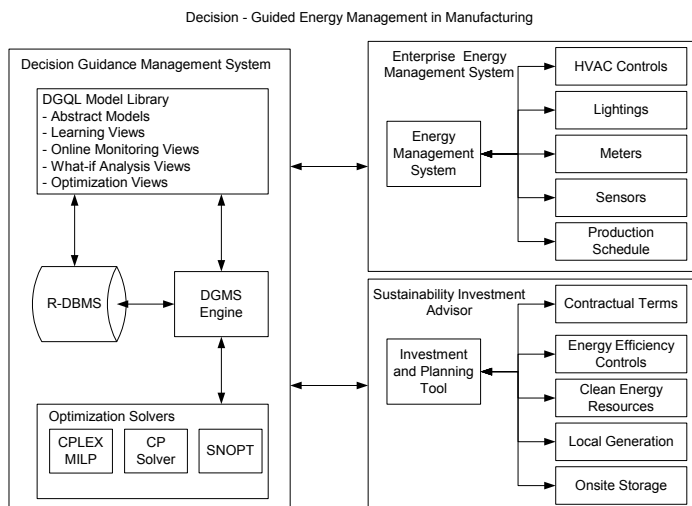 Decision - Guided Energy Management in Manufacturing
Decision Guidance Management System
DGQL Model Library
- Abstract Models
- Learning Views
- Online Monitoring Views
- What-if Analysis Views
- Optimization Views
R-DBMS
DGMS
Engine
Optimization Solvers
CPLEX
MILP
CP
Solver
SNOPT
Enterprise Energy
Management System
Energy
Management
System
HVAC Controls
Lightings
Meters
Sensors
Production
Schedule
Sustainability Investment
Advisor
Investment
and Planning
Tool
Contractual Terms
Energy Efficiency
Controls
Clean Energy
Resources
Local Generation
Onsite Storage